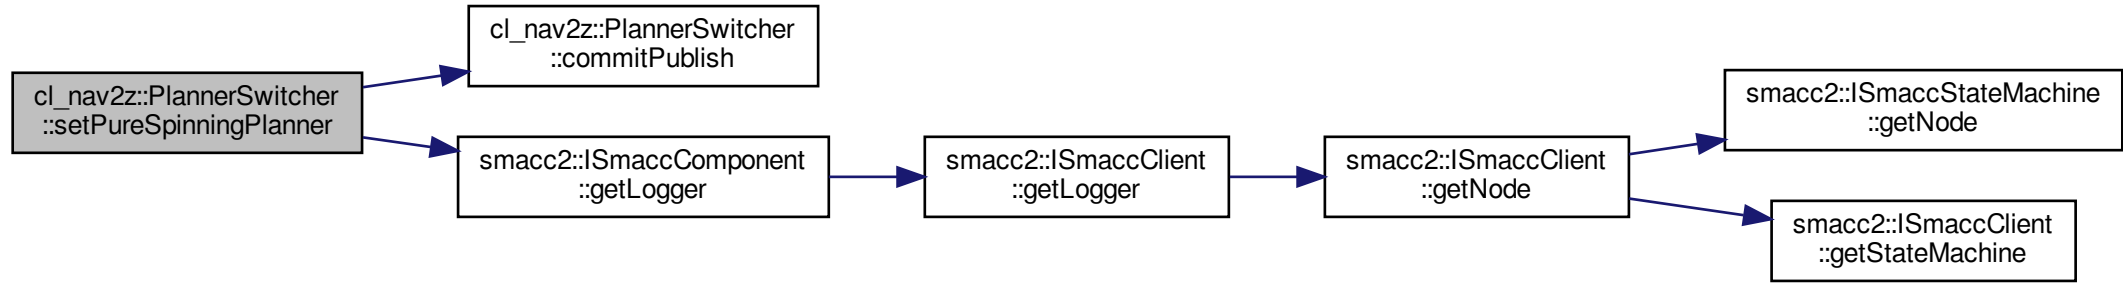 cl_nav2z::PlannerSwitcher
::setPureSpinningPlanner
cl_nav2z::PlannerSwitcher
::commitPublish
smacc2::ISmaccComponent
::getLogger
smacc2::ISmaccClient
::getLogger
smacc2::ISmaccClient
::getNode
smacc2::ISmaccStateMachine
::getNode
smacc2::ISmaccClient
::getStateMachine